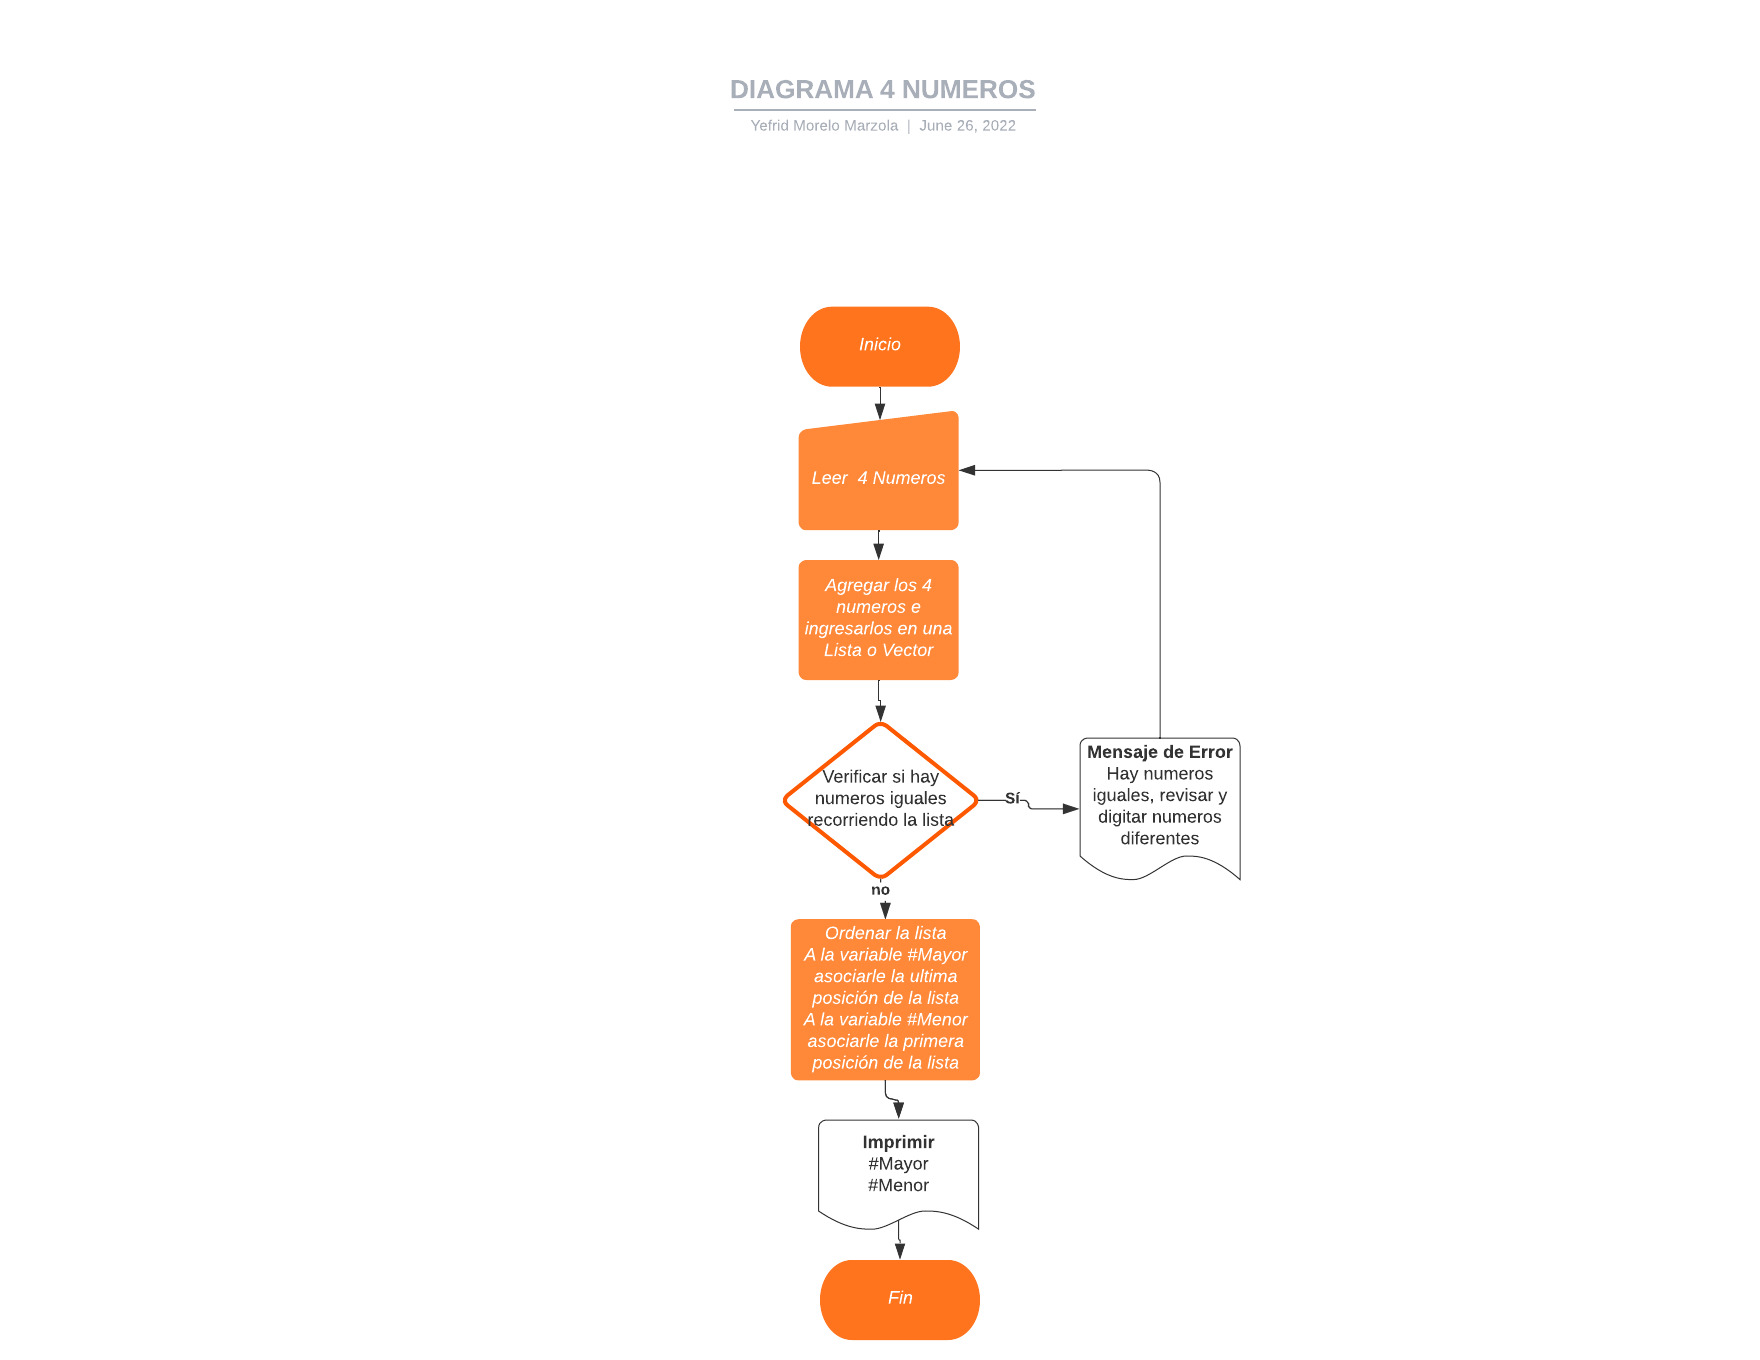 DIAGRAMA 4 NUMEROS
Yefrid Morelo Marzola | June 26, 2022
Inicio
Leer 4 Numeros
Agregar los 4
numeros e
ingresarlos en una
Lista o Vector
Verificar si hay
numeros iguales
recorriendo la lista
Sí
Mensaje de Error
Hay numeros
iguales, revisar y
digitar numeros
diferentes
no
Ordenar la lista
A la variable #Mayor
asociarle la ultima
posición de la lista
A la variable #Menor
asociarle la primera
posición de la lista
Imprimir
#Mayor
#Menor
Fin